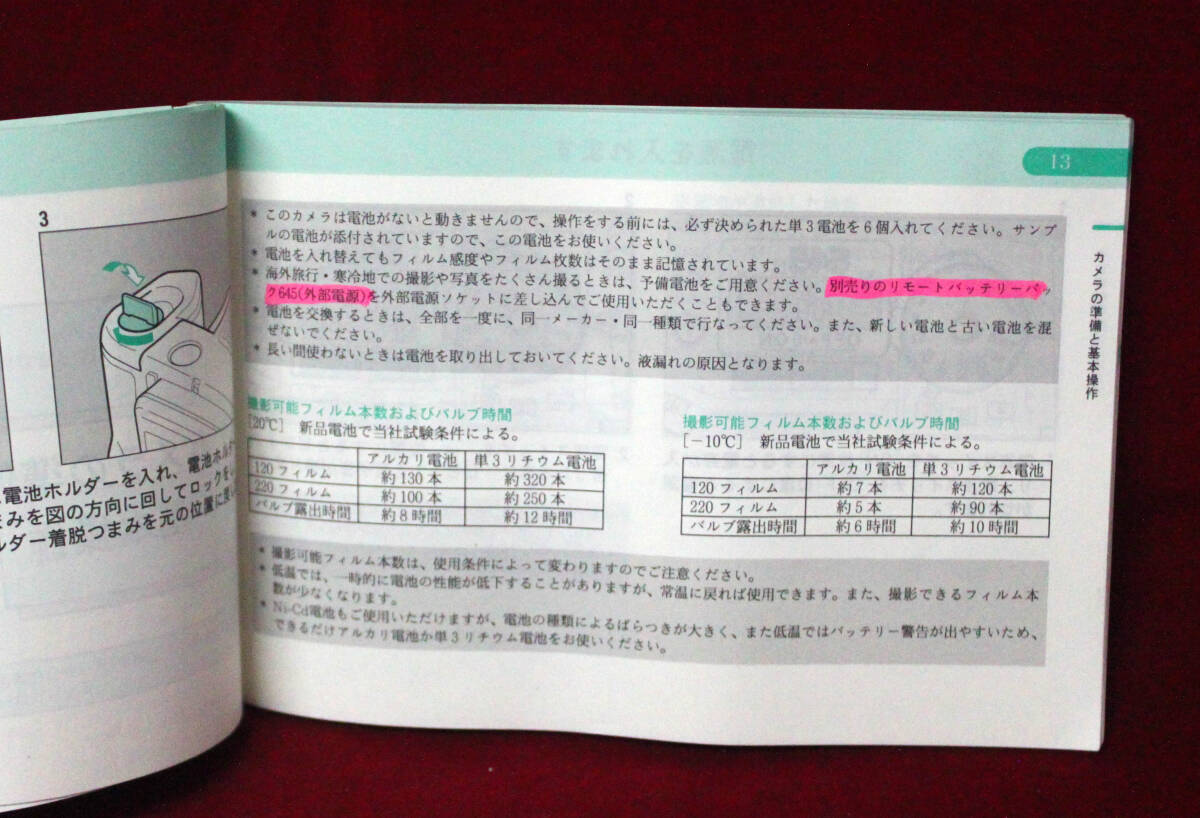 3
電池ホルダーを入れ、電池ホルダ
まみを図の方向に回してロックを
ルダー着脱つまみを元の位置に
13
カメラの準備と基本操作
* このカメラは電池がないと動きませんので、操作をする前には、必ず決められた単3電池を6個入れてください。サンプ
ルの電池が添付されていますので、この電池をお使いください。
* 電池を入れ替えてもフィルム感度やフィルム枚数はそのまま記憶されています。
* 海外旅行・寒冷地での撮影や写真をたくさん撮るときは、予備電池をご用意ください。別売りのリモートバッテリーパッ
ク645(外部電源)を外部電源ソケットに差し込んでご使用いただくこともできます。
* 電池を交換するときは、全部を一度に、同一メーカー・同一種類で行なってください。また、新しい電池と古い電池を混
ぜないでください。
* 長い間使わないときは電池を取り出しておいてください。液漏れの原因となります。
撮影可能フィルム本数およびバルブ時間
[20℃] 新品電池で当社試験条件による。
アルカリ電池 単3リチウム電池
120フィルム 約130本 約320本
220フィルム 約100本 約250本
バルブ露出時間 約8時間 約12時間
撮影可能フィルム本数およびバルブ時間
[−10℃] 新品電池で当社試験条件による。
アルカリ電池 単3リチウム電池
120フィルム 約7本 約120本
220フィルム 約5本 約90本
バルブ露出時間 約6時間 約10時間
* 撮影可能フィルム本数は、使用条件によって変わりますのでご注意ください。
* 低温では、一時的に電池の性能が低下することがありますが、常温に戻れば使用できます。また、撮影できるフィルム本
数が少なくなります。
* Ni-Cd電池もご使用いただけますが、電池の種類によるばらつきが大きく、また低温ではバッテリー警告が出やすいため、
できるだけアルカリ電池か単3リチウム電池をお使いください。